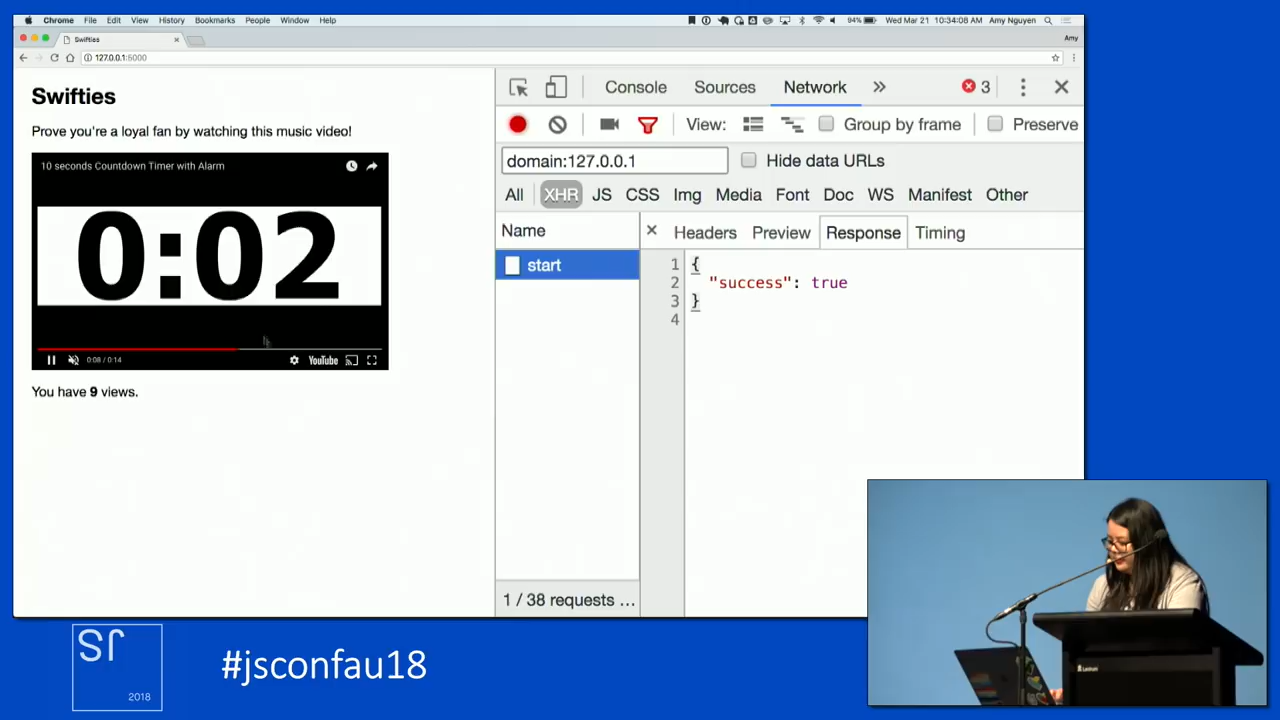 Chrome File Edit View History Bookmarks People Window Help
94% Wed Mar 21 10:34:08 AM Amy Nguyen
Swifties
Amy
127.0.0.1:5000
Swifties
Prove you're a loyal fan by watching this music video!
10 seconds Countdown Timer with Alarm
0:02
0:08 / 0:14
YouTube
You have 9 views.
Console Sources Network » 3
View: Group by frame Preserve
domain:127.0.0.1 Hide data URLs
All XHR JS CSS Img Media Font Doc WS Manifest Other
Name
Headers Preview Response Timing
start
1 {
2 "success": true
3 }
4
1 / 38 requests ...
Sr
2018
#jsconfau18